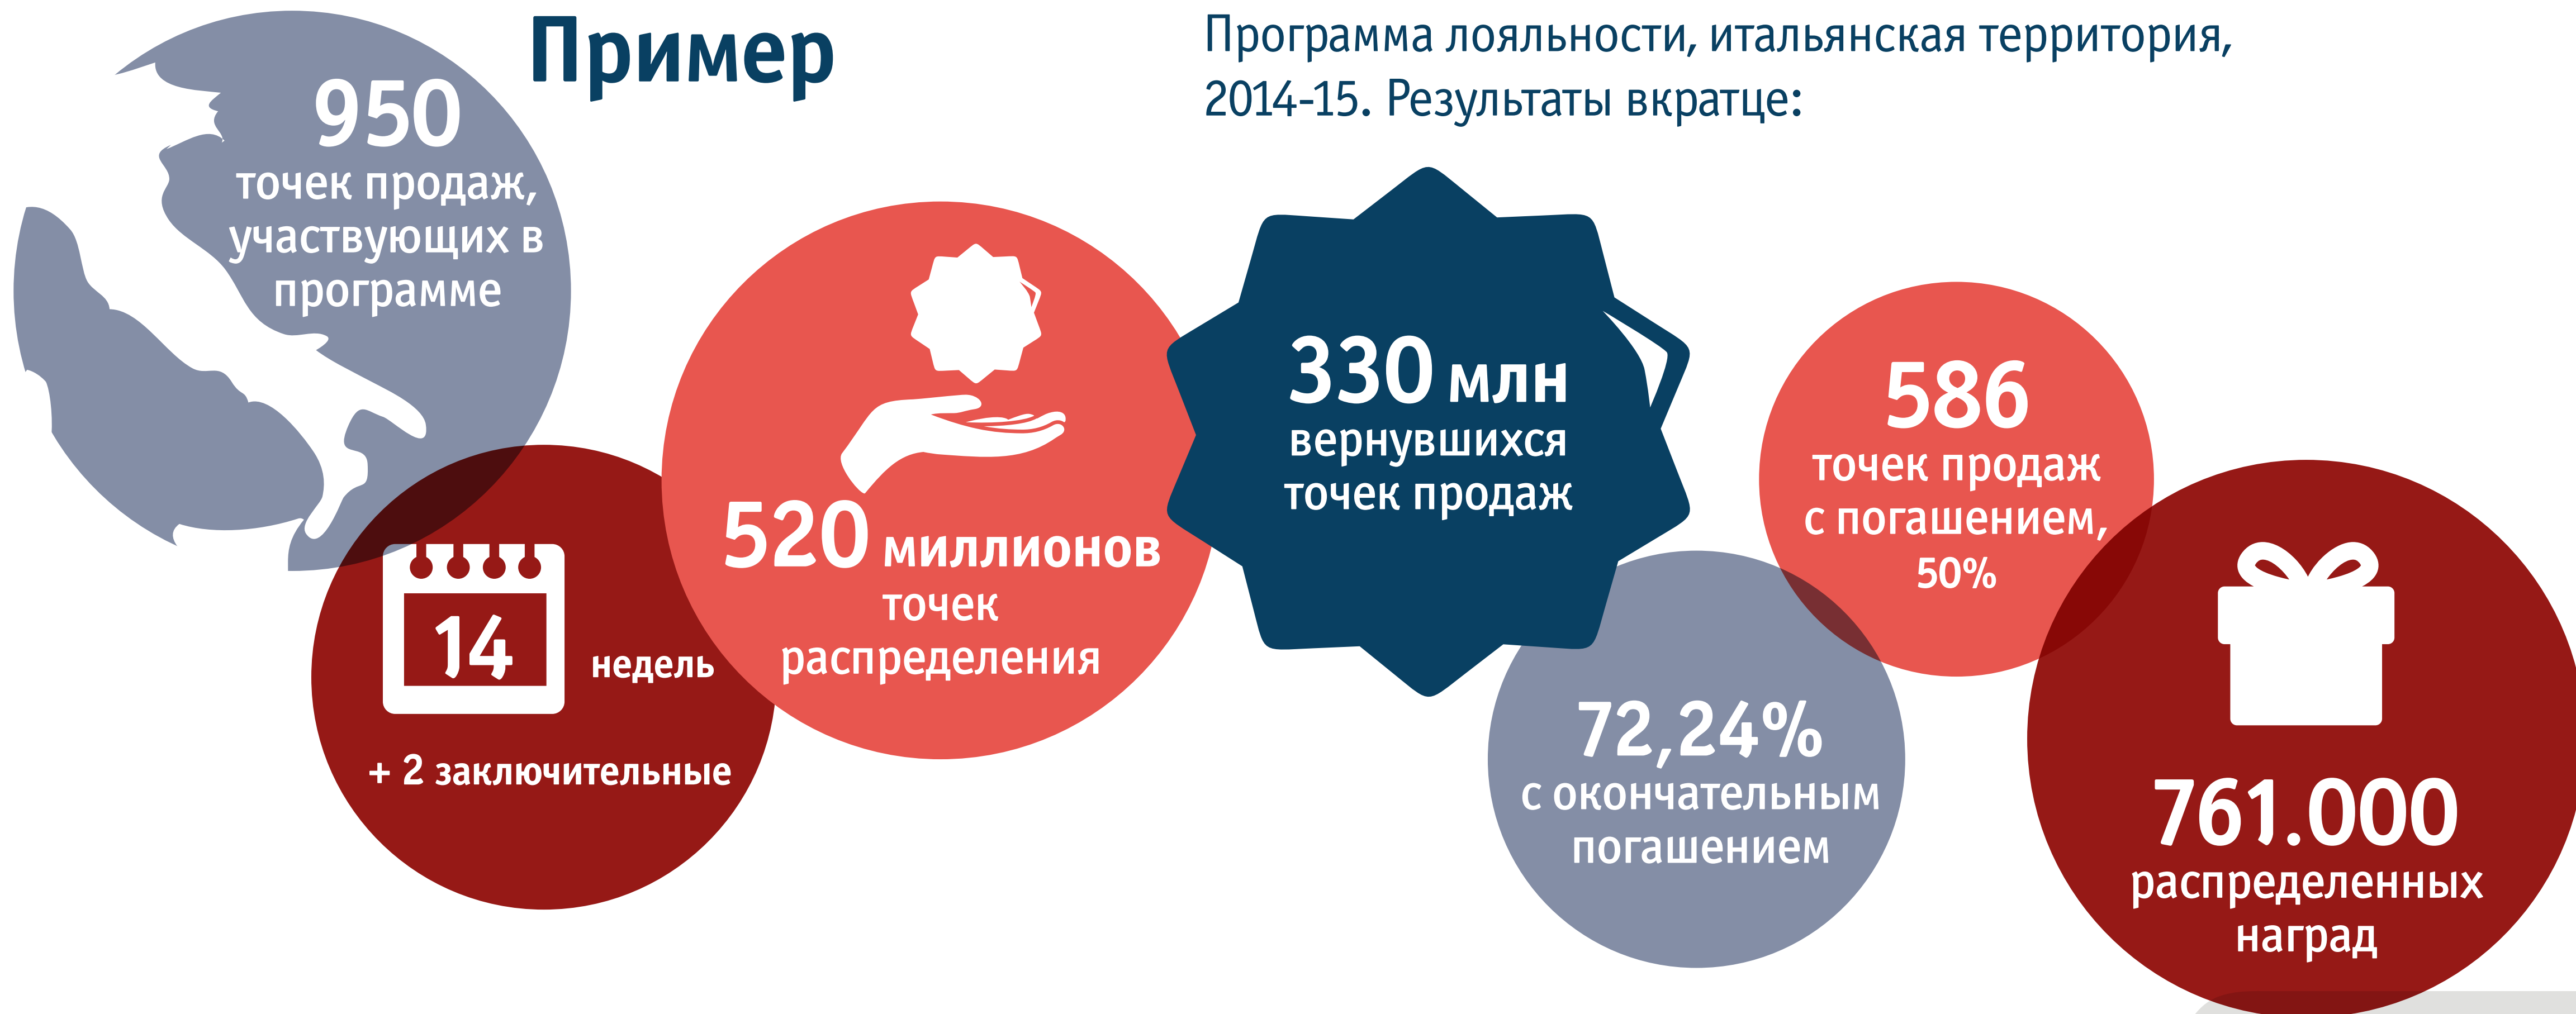 Пример
Программа лояльности, итальянская территория,
2014-15. Результаты вкратце:
950
точек продаж,
участвующих в
программе
14
недель
+ 2 заключительные
520 миллионов
точек
распределения
330 млн
вернувшихся
точек продаж
72,24%
с окончательным
погашением
586
точек продаж
с погашением,
50%
761.000
распределенных
наград